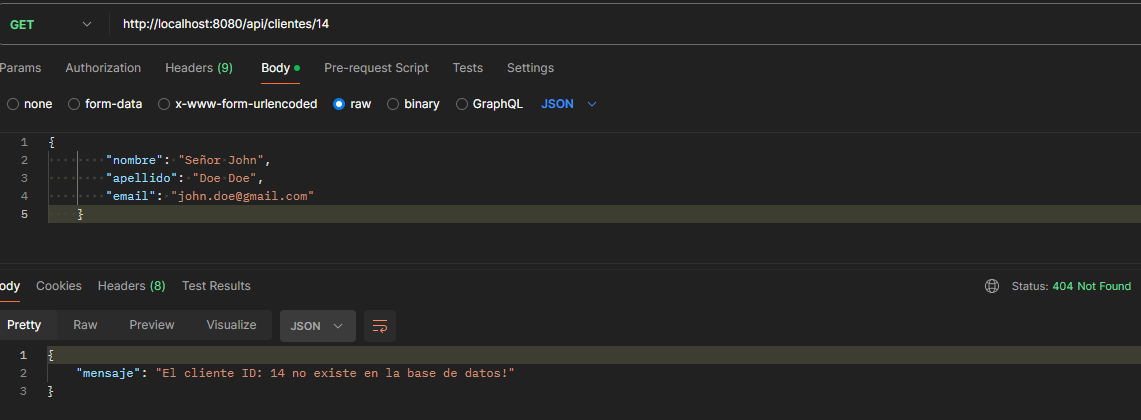 GET http://localhost:8080/api/clientes/14
Params Authorization Headers (9) Body Pre-request Script Tests Settings
none form-data x-www-form-urlencoded raw binary GraphQL JSON
1 {
2 "nombre": "Señor John",
3 "apellido": "Doe Doe",
4 "email": "john.doe@gmail.com"
5 }
ody Cookies Headers (8) Test Results Status: 404 Not Found
Pretty Raw Preview Visualize JSON
1 {
2 "mensaje": "El cliente ID: 14 no existe en la base de datos!"
3 }